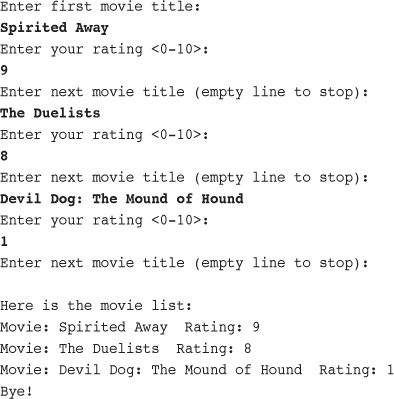 Enter first movie title:
Spirited Away
Enter your rating <0-10>:
9
Enter next movie title (empty line to stop):
The Duelists
Enter your rating <0-10>:
8
Enter next movie title (empty line to stop):
Devil Dog: The Mound of Hound
Enter your rating <0-10>:
1
Enter next movie title (empty line to stop):

Here is the movie list:
Movie: Spirited Away  Rating: 9
Movie: The Duelists  Rating: 8
Movie: Devil Dog: The Mound of Hound  Rating: 1
Bye!